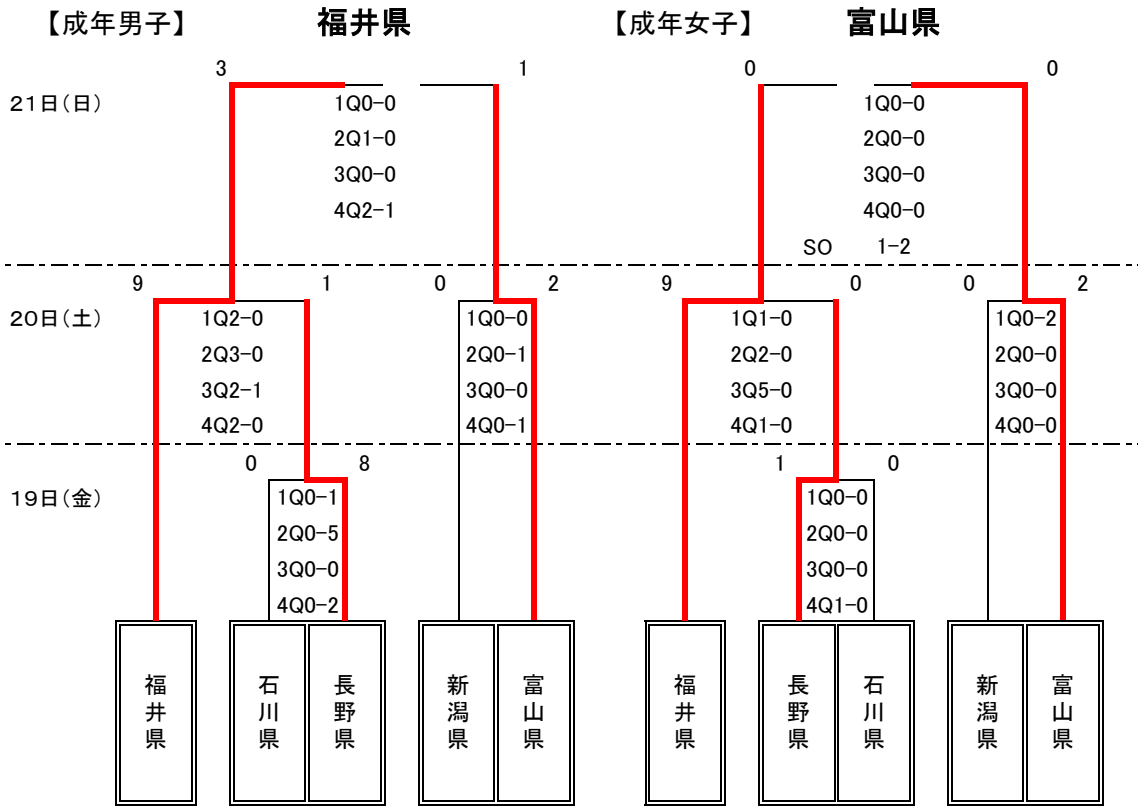 【成年男子】 福井県 【成年女子】 富山県
3 1 0 0
21日(日) 1Q0-0 1Q0-0
2Q1-0 2Q0-0
3Q0-0 3Q0-0
4Q2-1 4Q0-0
SO 1-2
9 1 0 2 9 0 0 2
20日(土) 1Q2-0 1Q0-0 1Q1-0 1Q0-2
2Q3-0 2Q0-1 2Q2-0 2Q0-0
3Q2-1 3Q0-0 3Q5-0 3Q0-0
4Q2-0 4Q0-1 4Q1-0 4Q0-0
0 8 1 0
19日(金) 1Q0-1 1Q0-0
2Q0-5 2Q0-0
3Q0-0 3Q0-0
4Q0-2 4Q1-0
福井県 石川県 長野県 新潟県 富山県 福井県 長野県 石川県 新潟県 富山県